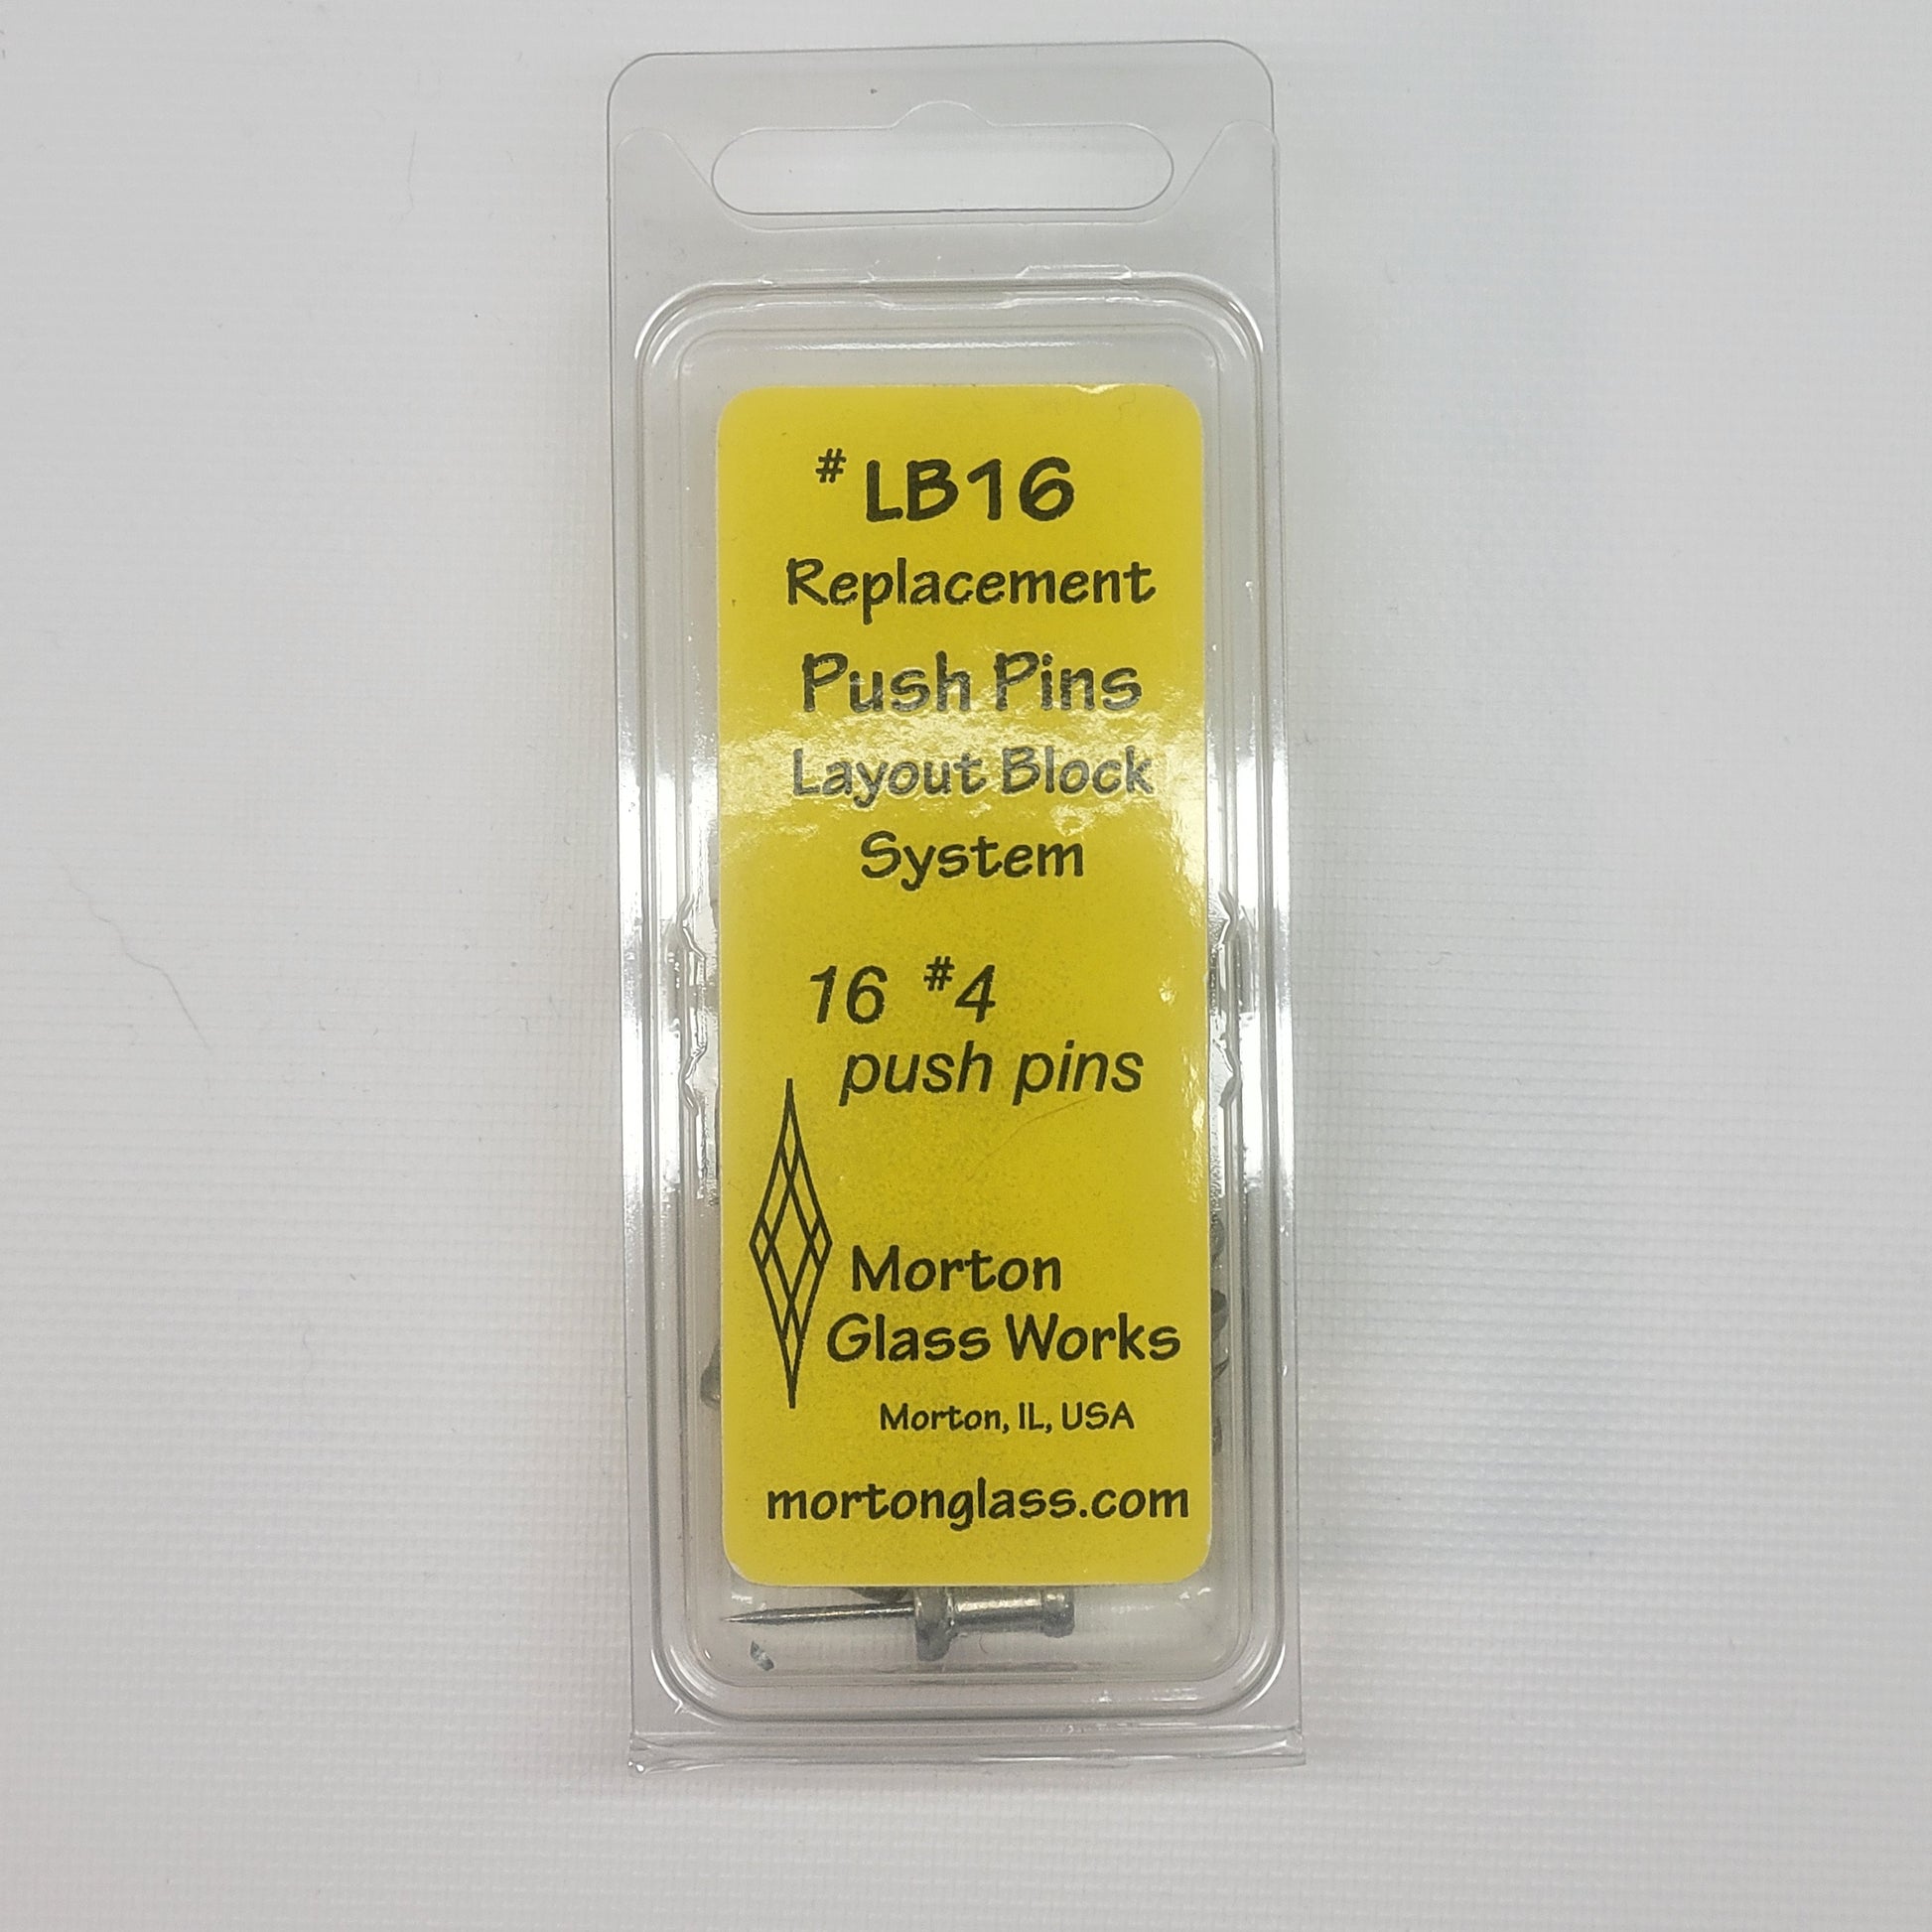 #LB16
Replacement
Push Pins
Layout Block
System
16 #4
push pins
Morton
Glass Works
Morton, IL, USA
mortonglass.com